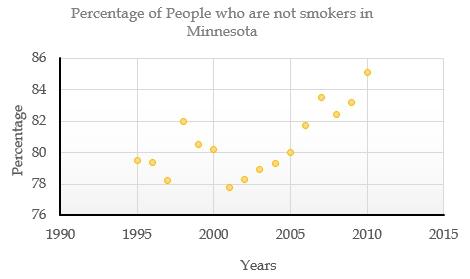 Percentage of People who are not smokers in
Minnesota
86
84
82
80
78
76
Percentage
1990 1995 2000 2005 2010 2015
Years